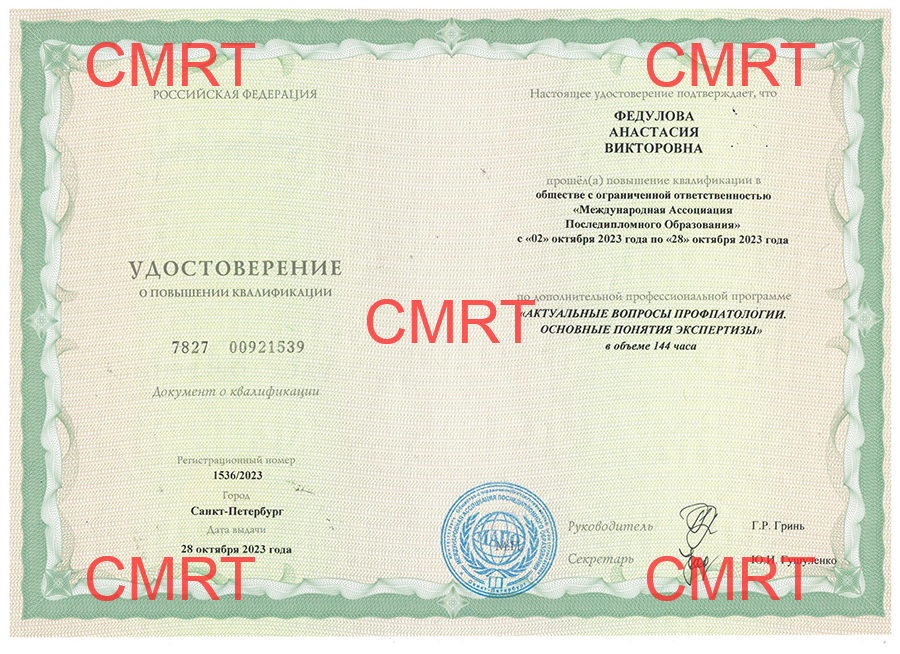 CMRT
CMRT
РОССИЙСКАЯ ФЕДЕРАЦИЯ
УДОСТОВЕРЕНИЕ
О ПОВЫШЕНИИ КВАЛИФИКАЦИИ
7827 00921539
Документ о квалификации
Регистрационный номер
1536/2023
Город
Санкт-Петербург
Дата выдачи
28 октября 2023 года
Настоящее удостоверение подтверждает, что
ФЕДУЛОВА
АНАСТАСИЯ
ВИКТОРОВНА
прошёл(а) повышение квалификации в
обществе с ограниченной ответственностью
«Международная Ассоциация
Последипломного Образования»
с «02» октября 2023 года по «28» октября 2023 года
CMRT
по дополнительной профессиональной программе
«АКТУАЛЬНЫЕ ВОПРОСЫ ПРОФПАТОЛОГИИ.
ОСНОВНЫЕ ПОНЯТИЯ ЭКСПЕРТИЗЫ»
в объеме 144 часа
МАПО
Руководитель
Г.Р. Гринь
Секретарь
Ю.И. Гушуленко
CMRT
CMRT